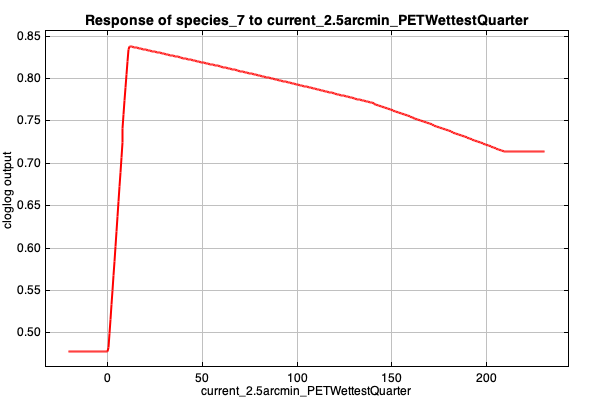 Response of species_7 to current_2.5arcmin_PETWettestQuarter
0.85
0.80
0.75
0.70
0.65
0.60
0.55
0.50
cloglog output
0 50 100 150 200
current_2.5arcmin_PETWettestQuarter